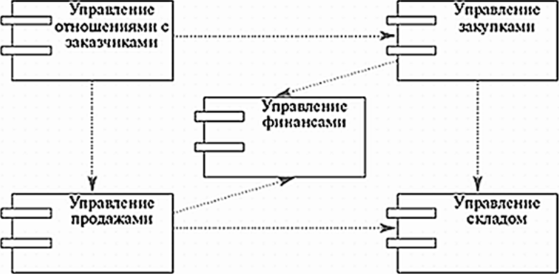 Управление
отношениями с
заказчиками
Управление
закупками
Управление
финансами
Управление
продажами
Управление
складом